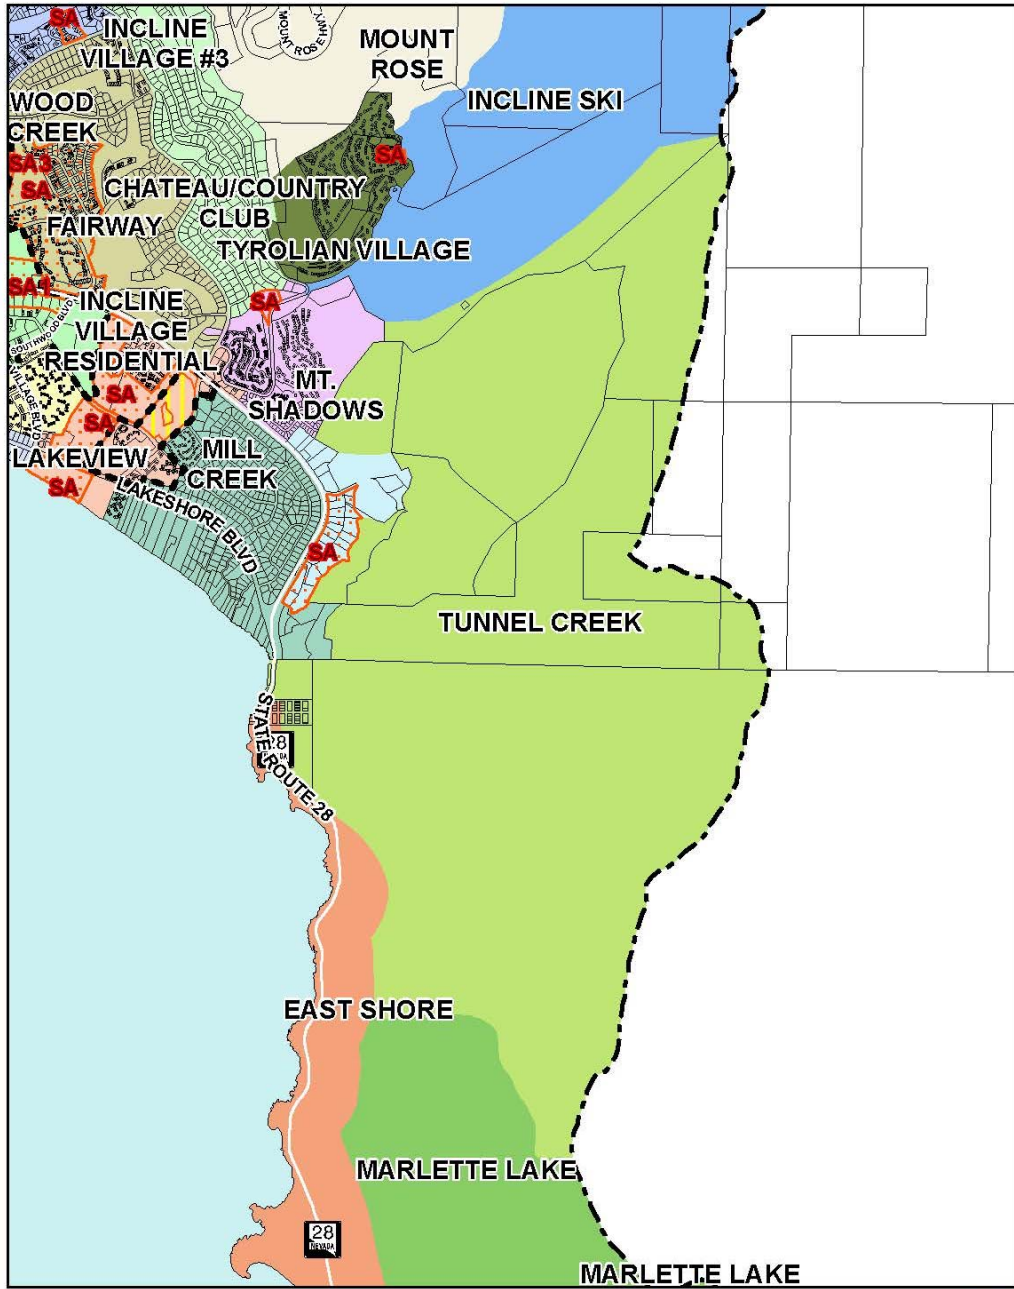 SA
INCLINE
VILLAGE #3
MOUNT ROSE HWY
MOUNT
ROSE
INCLINE SKI
WOOD
CREEK
SA3
SA
SA
CHATEAU/COUNTRY
CLUB
FAIRWAY
TYROLIAN VILLAGE
SA1
SA
INCLINE
VILLAGE
RESIDENTIAL
SOUTHWOOD BLVD
VILLAGE BLVD
MT.
SHADOWS
SA
SA
LAKEVIEW
MILL
CREEK
SA
LAKESHORE BLVD
SA
TUNNEL CREEK
STATE ROUTE 28
28
NEVADA
EAST SHORE
MARLETTE LAKE
28
NEVADA
MARLETTE LAKE